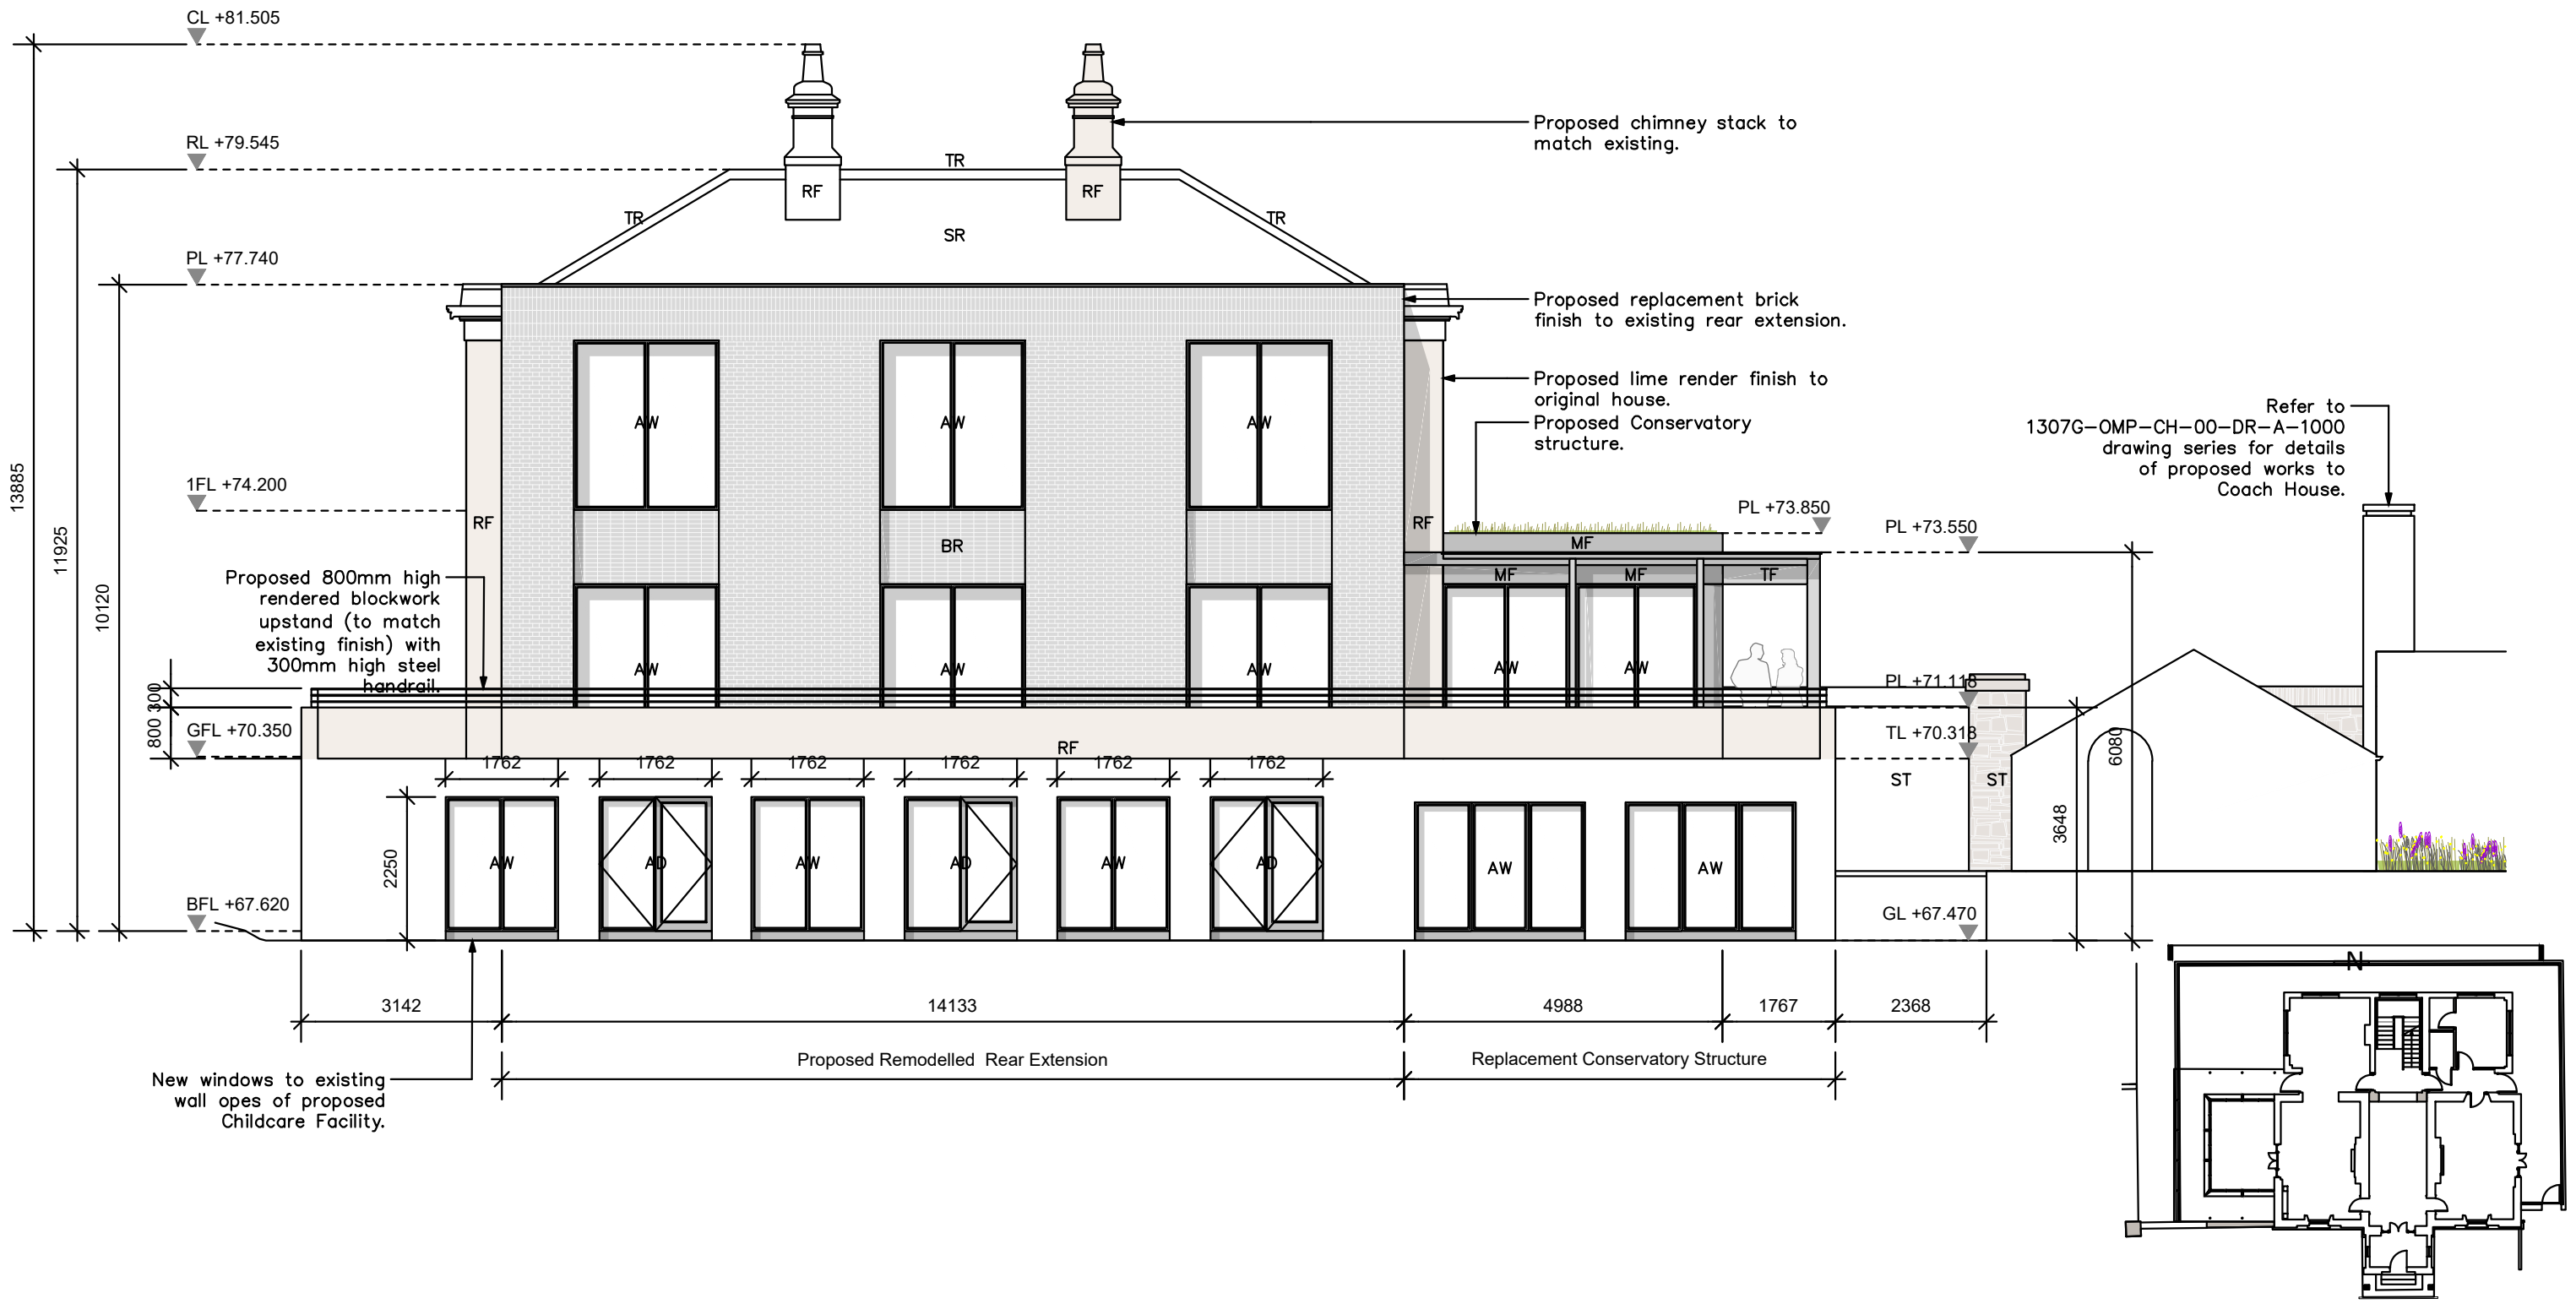 CL +81.505
RL +79.545
PL +77.740
1FL +74.200
GFL +70.350
BFL +67.620
13885
11925
10120
300
800
2250
TR
TR
TR
RF
RF
SR
Proposed chimney stack to
match existing.
Proposed replacement brick
finish to existing rear extension.
Proposed lime render finish to
original house.
Proposed Conservatory
structure.
Refer to
1307G-OMP-CH-00-DR-A-1000
drawing series for details
of proposed works to
Coach House.
Proposed 800mm high
rendered blockwork
upstand (to match
existing finish) with
300mm high steel
handrail.
AW
AW
AW
RF
BR
RF
PL +73.850
PL +73.550
MF
MF
MF
TF
AW
AW
AW
AW
AW
PL +71.118
TL +70.318
GL +67.470
RF
ST
ST
6080
3648
1762
1762
1762
1762
1762
1762
AW
AD
AW
AD
AW
AD
AW
AW
3142
14133
4988
1767
2368
Proposed Remodelled Rear Extension
Replacement Conservatory Structure
New windows to existing
wall opes of proposed
Childcare Facility.
N